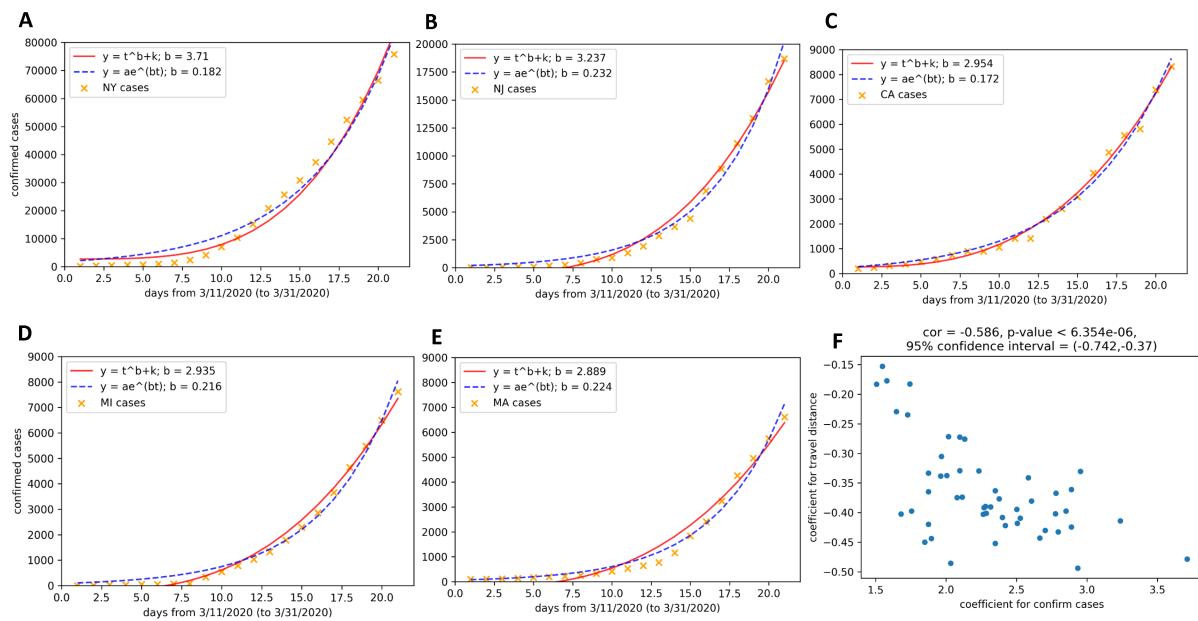 A
y = t^b+k; b = 3.71
y = ae^(bt); b = 0.182
NY cases
80000
70000
60000
50000
40000
30000
20000
10000
0
confirmed cases
0.0 2.5 5.0 7.5 10.0 12.5 15.0 17.5 20.0
days from 3/11/2020 (to 3/31/2020)
B
y = t^b+k; b = 3.237
y = ae^(bt); b = 0.232
NJ cases
20000
17500
15000
12500
10000
7500
5000
2500
0
0.0 2.5 5.0 7.5 10.0 12.5 15.0 17.5 20.0
days from 3/11/2020 (to 3/31/2020)
C
y = t^b+k; b = 2.954
y = ae^(bt); b = 0.172
CA cases
9000
8000
7000
6000
5000
4000
3000
2000
1000
0
0.0 2.5 5.0 7.5 10.0 12.5 15.0 17.5 20.0
days from 3/11/2020 (to 3/31/2020)
D
y = t^b+k; b = 2.935
y = ae^(bt); b = 0.216
MI cases
9000
8000
7000
6000
5000
4000
3000
2000
1000
0
confirmed cases
0.0 2.5 5.0 7.5 10.0 12.5 15.0 17.5 20.0
days from 3/11/2020 (to 3/31/2020)
E
y = t^b+k; b = 2.889
y = ae^(bt); b = 0.224
MA cases
9000
8000
7000
6000
5000
4000
3000
2000
1000
0
0.0 2.5 5.0 7.5 10.0 12.5 15.0 17.5 20.0
days from 3/11/2020 (to 3/31/2020)
F
cor = -0.586, p-value < 6.354e-06,
95% confidence interval = (-0.742,-0.37)
−0.15
−0.20
−0.25
−0.30
−0.35
−0.40
−0.45
−0.50
coefficient for travel distance
1.5 2.0 2.5 3.0 3.5
coefficient for confirm cases